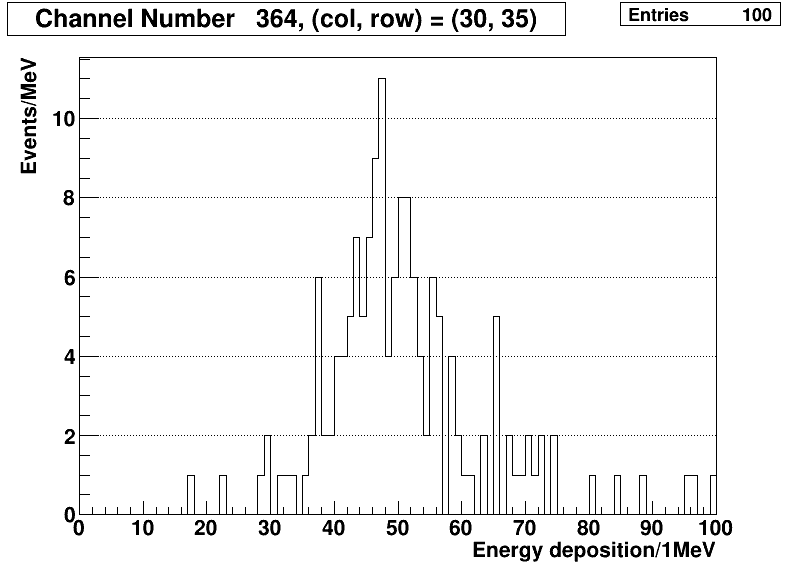 Channel Number 364, (col, row) = (30, 35)
Entries 100
Events/MeV
10
8
6
4
2
0
0 10 20 30 40 50 60 70 80 90 100
Energy deposition/1MeV